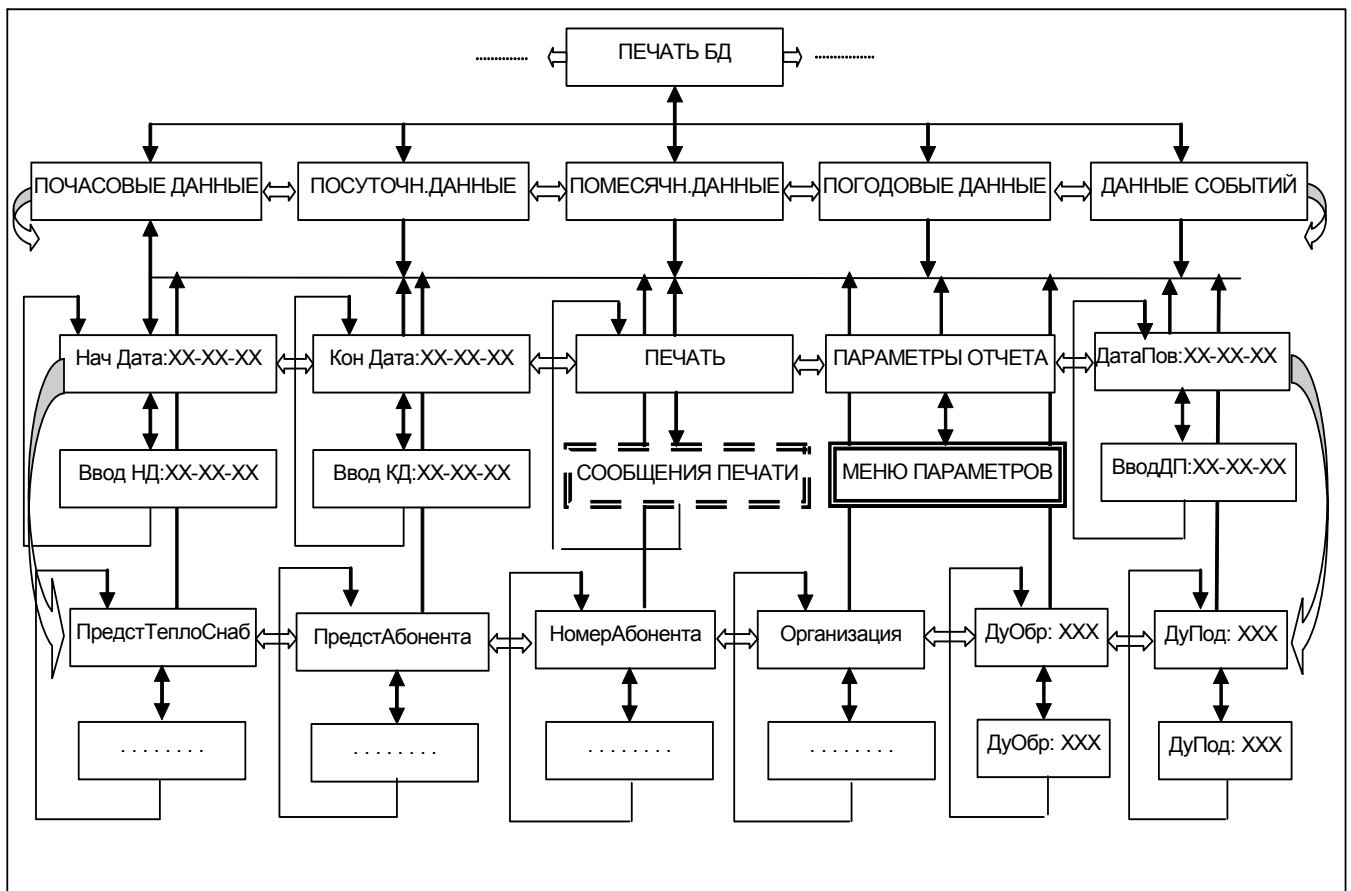 ПЕЧАТЬ БД
ПОЧАСОВЫЕ ДАННЫЕ
ПОСУТОЧН.ДАННЫЕ
ПОМЕСЯЧН.ДАННЫЕ
ПОГОДОВЫЕ ДАННЫЕ
ДАННЫЕ СОБЫТИЙ
Нач Дата:XX-XX-XX
Кон Дата:XX-XX-XX
ПЕЧАТЬ
ПАРАМЕТРЫ ОТЧЕТА
ДатаПов:XX-XX-XX
Ввод НД:XX-XX-XX
Ввод КД:XX-XX-XX
СООБЩЕНИЯ ПЕЧАТИ
МЕНЮ ПАРАМЕТРОВ
ВводДП:XX-XX-XX
ПредстТеплоСнаб
ПредстАбонента
НомерАбонента
Организация
ДуОбр: XXX
ДуПод: XXX
. . . . . . . .
. . . . . . . .
. . . . . . . .
. . . . . . . .
ДуОбр: XXX
ДуПод: XXX